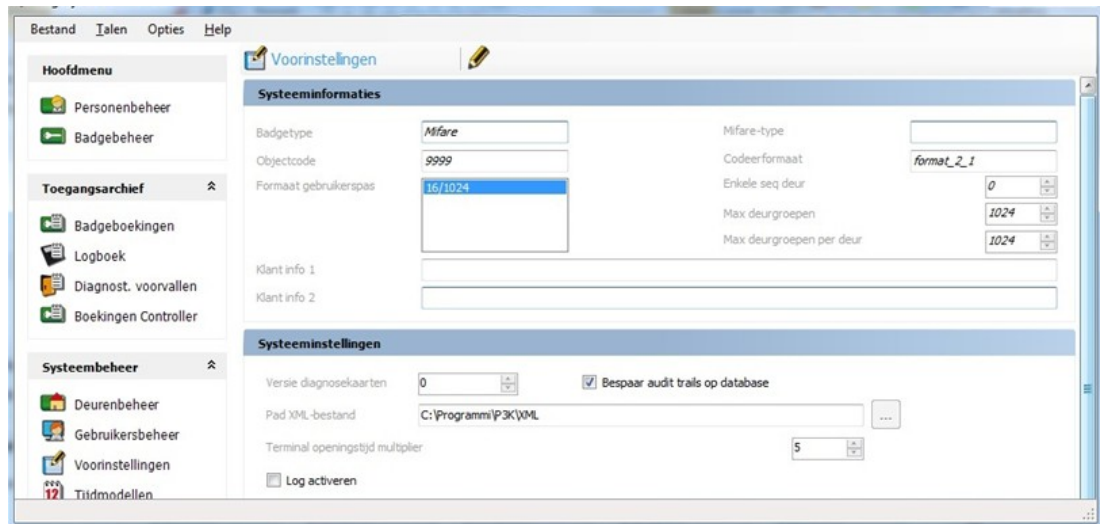 Bestand Talen Opties Help
Hoofdmenu
Personenbeheer
Badgebeheer
Toegangsarchief
Badgeboekingen
Logboek
Diagnost. voorvallen
Boekingen Controller
Systeembeheer
Deurenbeheer
Gebruikersbeheer
Voorinstellingen
12 Tijdmodellen
Voorinstellingen
Systeeminformaties
Badgetype Mifare Mifare-type
Objectcode 9999 Codeerformaat format_2_1
Formaat gebruikerspas 16/1024 Enkele seq deur 0
Max deurgroepen 1024
Max deurgroepen per deur 1024
Klant info 1
Klant info 2
Systeeminstellingen
Versie diagnosekaarten 0 Bespaar audit trails op database
Pad XML-bestand C:\Programmi\P3K\XML ...
Terminal openingstijd multiplier 5
Log activeren